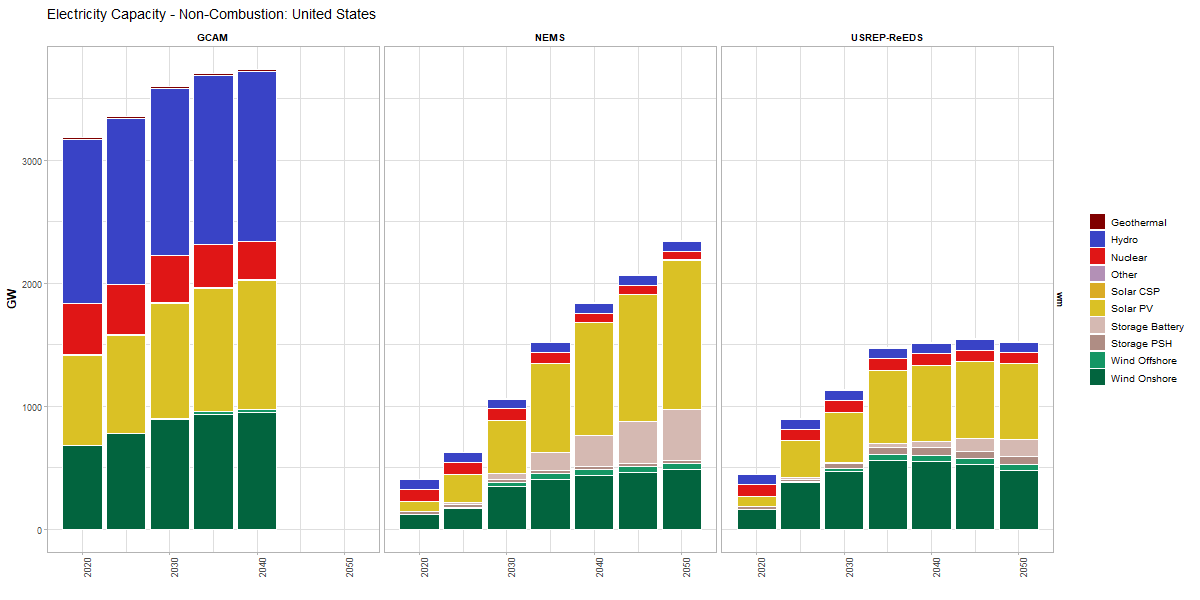 Electricity Capacity - Non-Combustion: United States
GCAM
NEMS
USREP-ReEDS
GW
3000
2000
1000
0
2020
2030
2040
2050
2020
2030
2040
2050
2020
2030
2040
2050
wm
Geothermal
Hydro
Nuclear
Other
Solar CSP
Solar PV
Storage Battery
Storage PSH
Wind Offshore
Wind Onshore